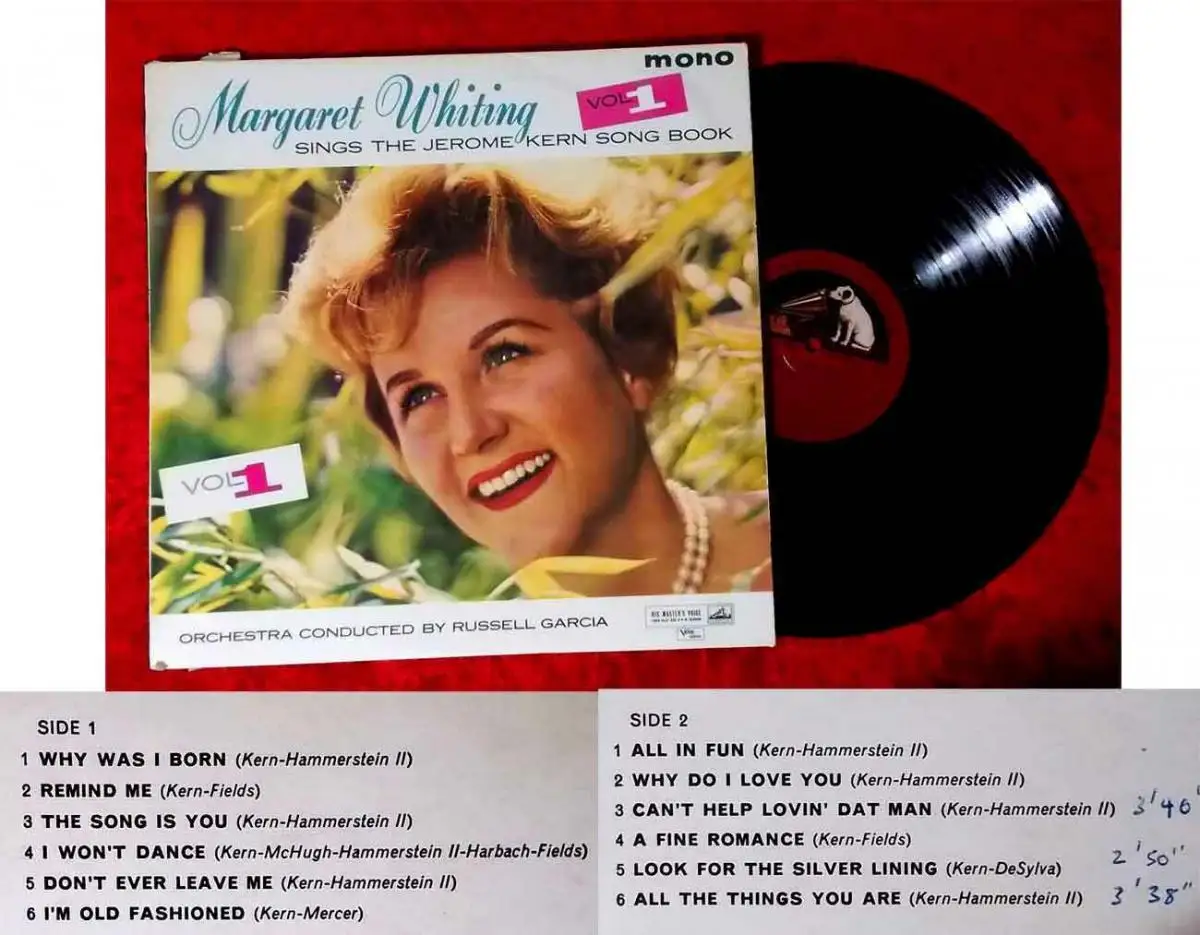 mono
Margaret Whiting
VOL 1
SINGS THE JEROME KERN SONG BOOK
VOL 1
ORCHESTRA CONDUCTED BY RUSSELL GARCIA
HIS MASTER'S VOICE
SIDE 1
1 WHY WAS I BORN (Kern-Hammerstein II)
2 REMIND ME (Kern-Fields)
3 THE SONG IS YOU (Kern-Hammerstein II)
4 I WON'T DANCE (Kern-McHugh-Hammerstein II-Harbach-Fields)
5 DON'T EVER LEAVE ME (Kern-Hammerstein II)
6 I'M OLD FASHIONED (Kern-Mercer)
SIDE 2
1 ALL IN FUN (Kern-Hammerstein II)
2 WHY DO I LOVE YOU (Kern-Hammerstein II)
3 CAN'T HELP LOVIN' DAT MAN (Kern-Hammerstein II) 3'40"
4 A FINE ROMANCE (Kern-Fields)
5 LOOK FOR THE SILVER LINING (Kern-DeSylva) 2'50"
6 ALL THE THINGS YOU ARE (Kern-Hammerstein II) 3'38"